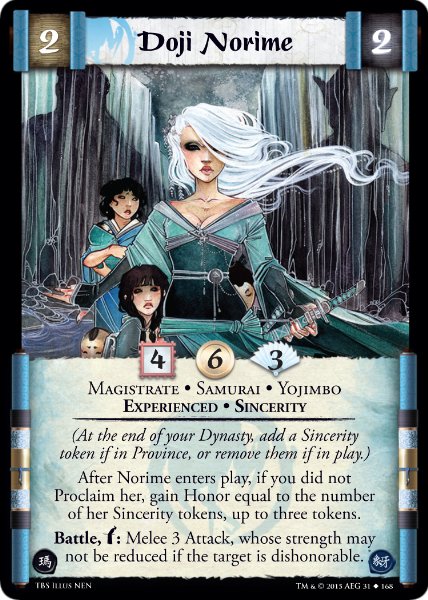 2 Doji Norime 2
4 6 3
Magistrate • Samurai • Yojimbo
Experienced • Sincerity
(At the end of your Dynasty, add a Sincerity
token if in Province, or remove them if in play.)
After Norime enters play, if you did not
Proclaim her, gain Honor equal to the number
of her Sincerity tokens, up to three tokens.
Battle, : Melee 3 Attack, whose strength may
not be reduced if the target is dishonorable.
TBS ILLUS NEN TM & © 2015 AEG 31 ◆ 168